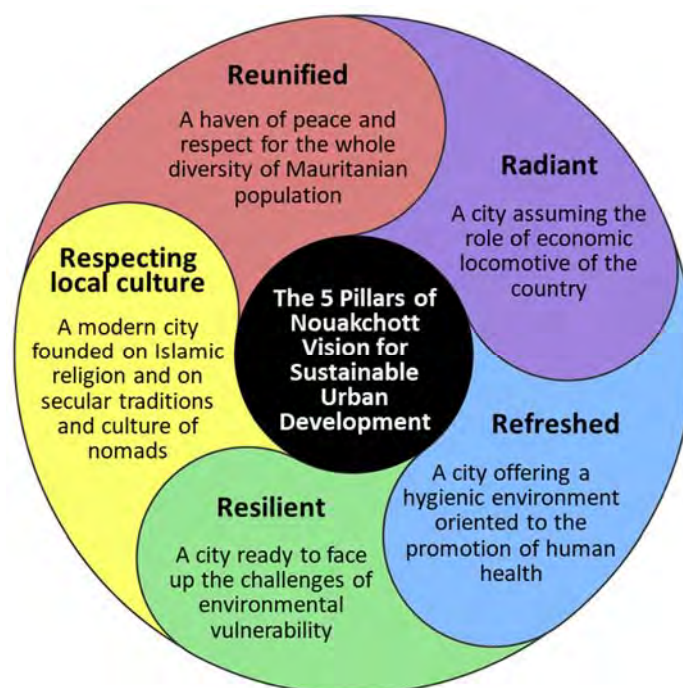 Reunified
A haven of peace and
respect for the whole
diversity of Mauritanian
population
Radiant
A city assuming the
role of economic
locomotive of the
country
Refreshed
A city offering a
hygienic environment
oriented to the
promotion of human
health
Resilient
A city ready to face
up the challenges of
environmental
vulnerability
Respecting
local culture
A modern city
founded on Islamic
religion and on
secular traditions
and culture of
nomads
The 5 Pillars of
Nouakchott
Vision for
Sustainable
Urban
Development